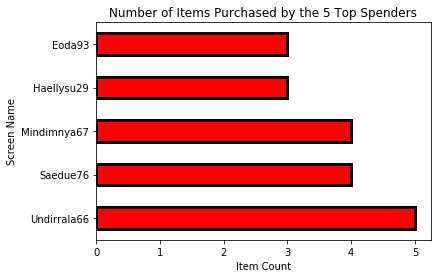 Number of Items Purchased by the 5 Top Spenders
Screen Name
Eoda93
Haellysu29
Mindimnya67
Saedue76
Undirrala66
0 1 2 3 4 5
Item Count